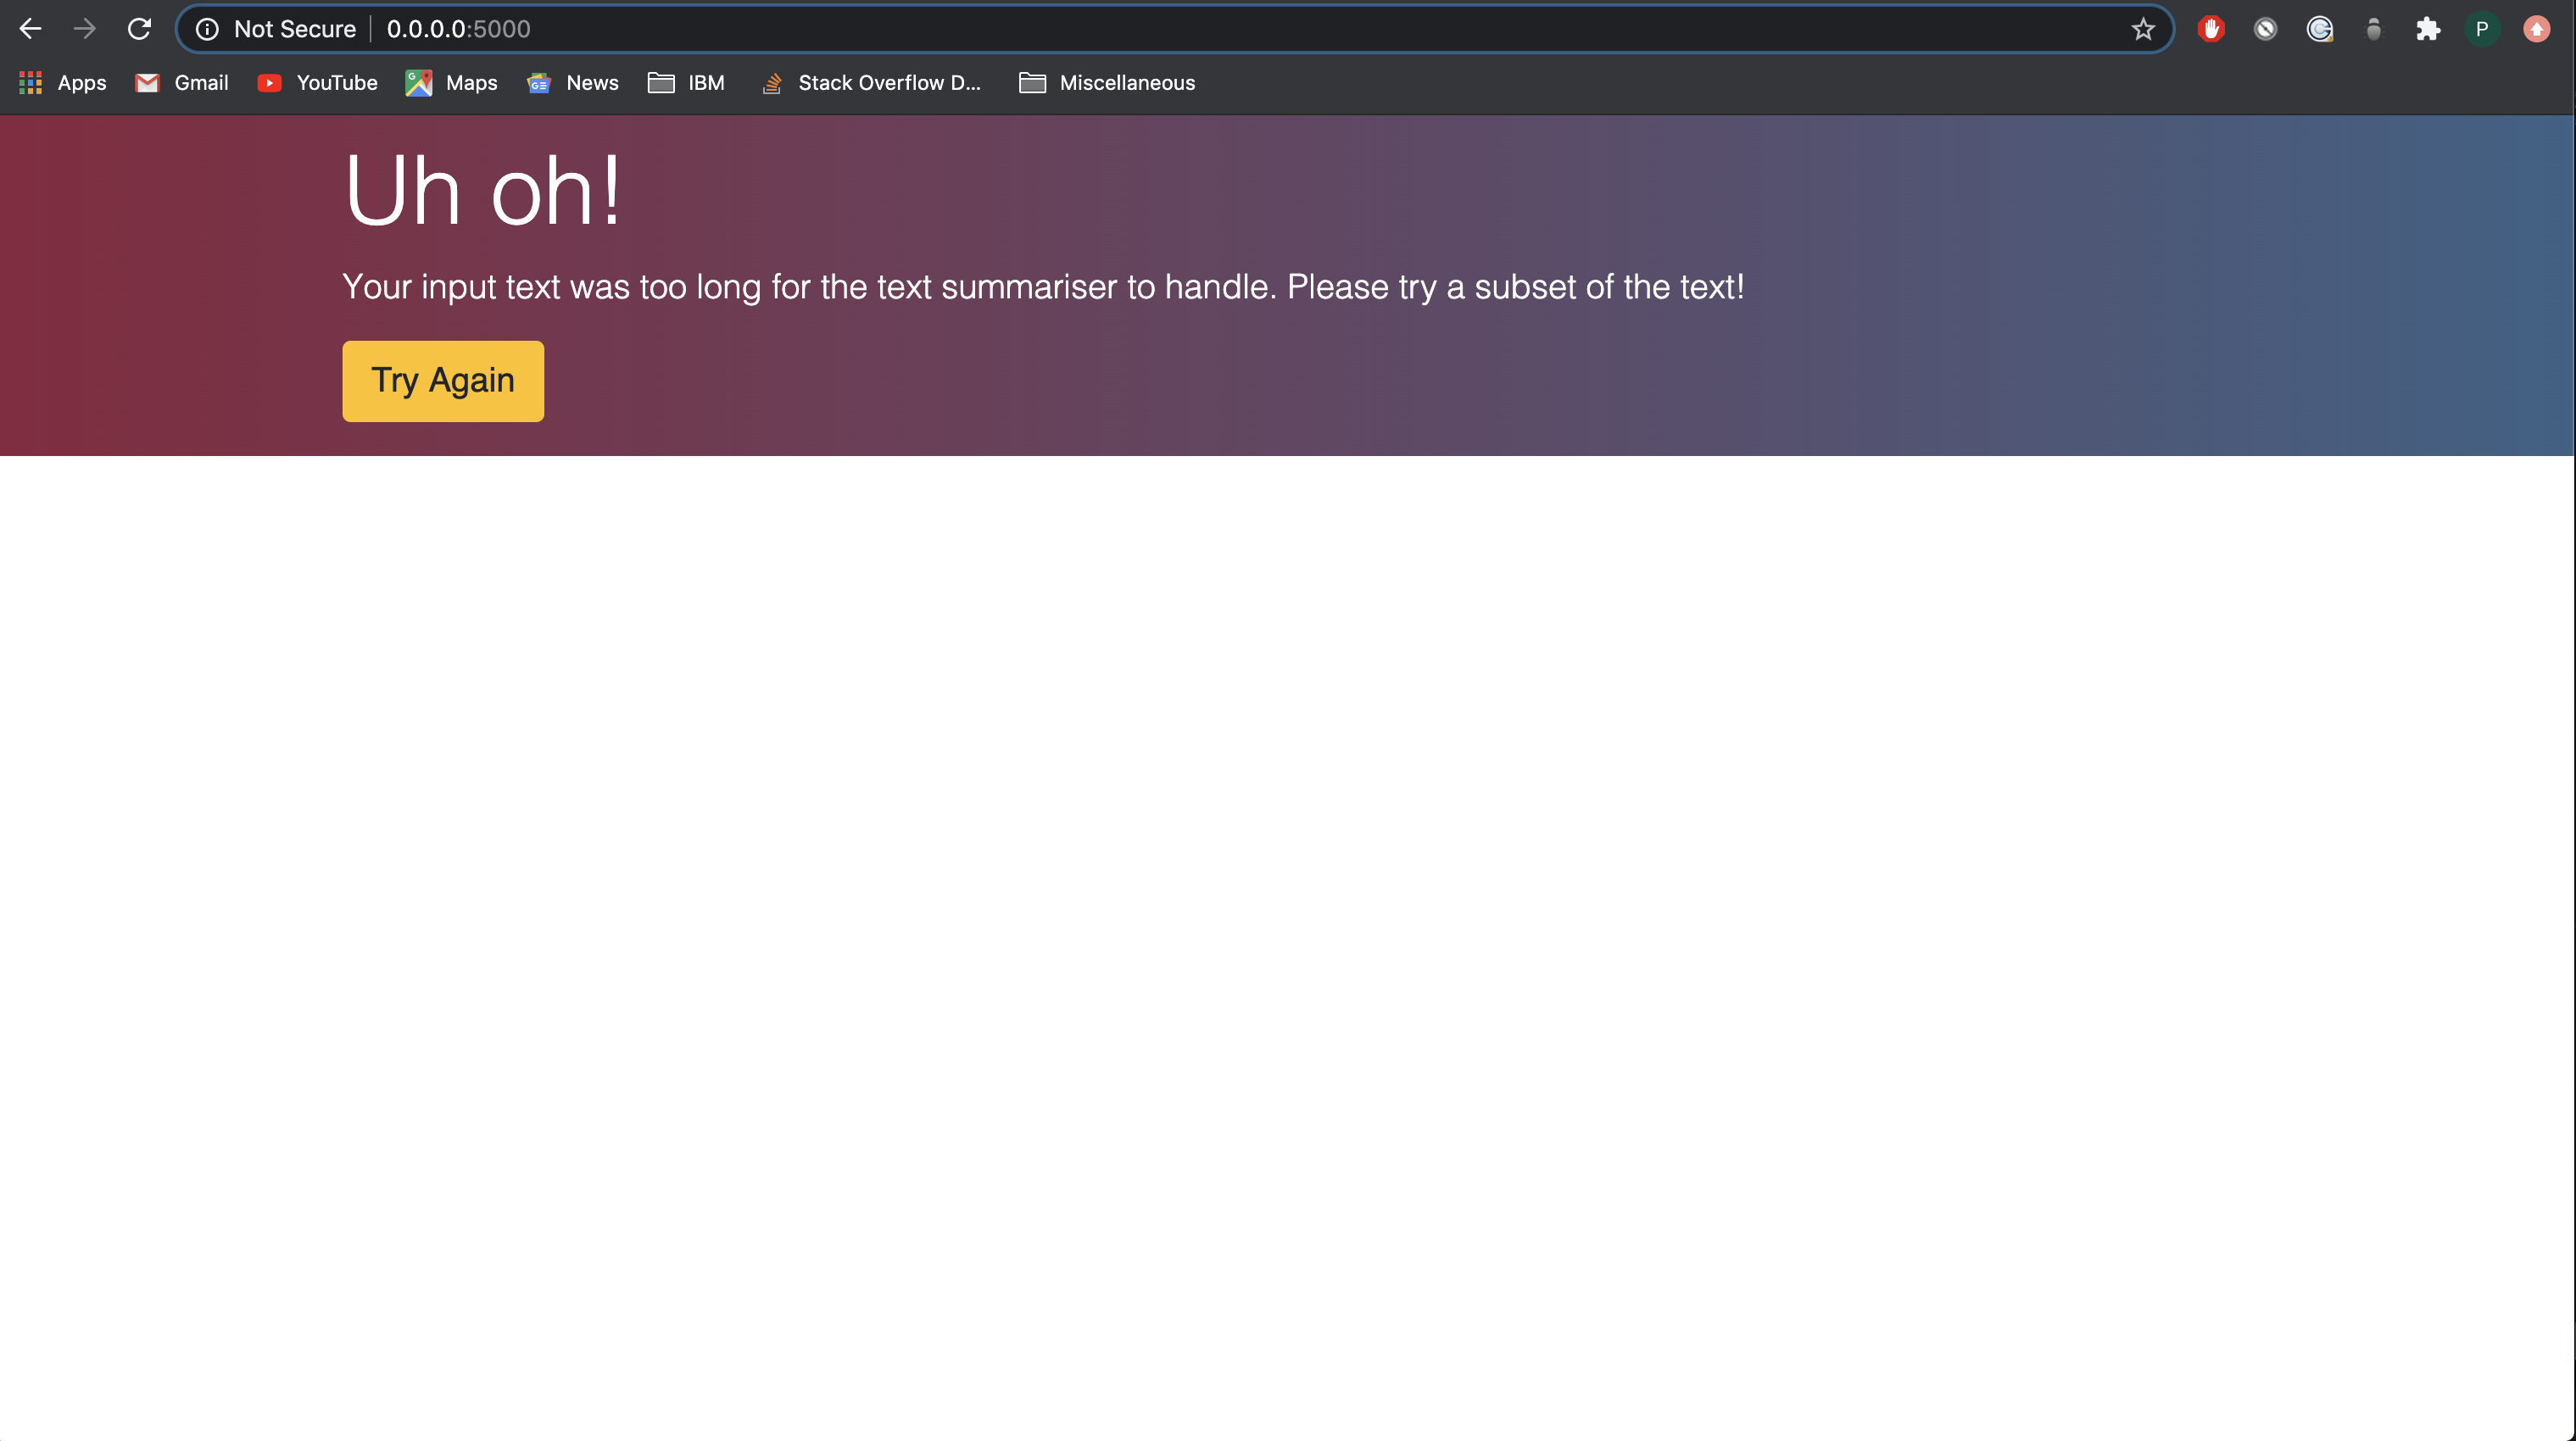 Not Secure | 0.0.0.0:5000
P
Apps Gmail YouTube Maps News IBM Stack Overflow D... Miscellaneous
Uh oh!
Your input text was too long for the text summariser to handle. Please try a subset of the text!
Try Again